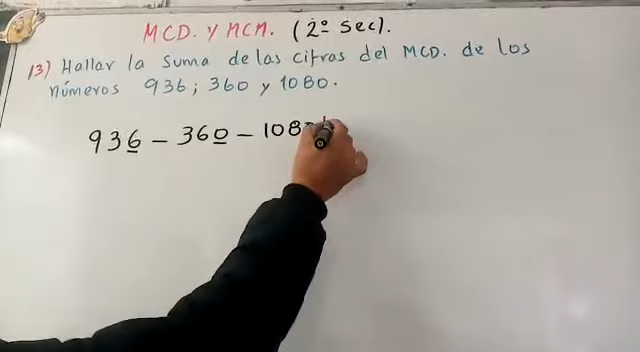 MCD. y MCM. (2º sec).
13) Hallar la suma de las cifras del MCD. de los
números 936; 360 y 1080.
936 – 360 – 108